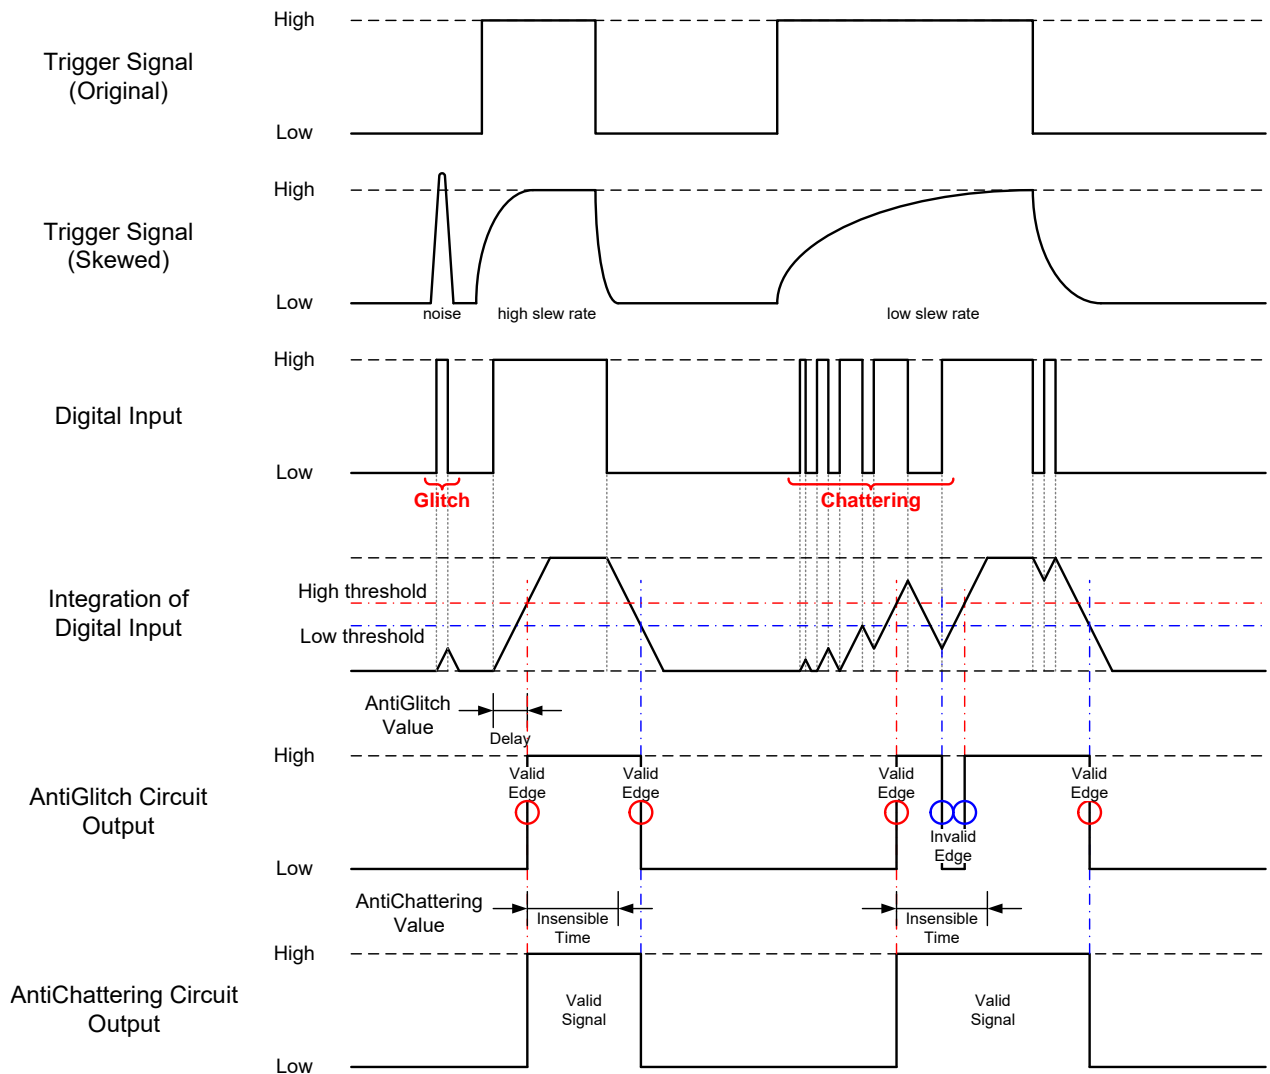 High
Trigger Signal
(Original)
Low
High
Trigger Signal
(Skewed)
Low
noise
high slew rate
low slew rate
High
Digital Input
Low
Glitch
Chattering
High threshold
Integration of
Digital Input
Low threshold
AntiGlitch
Value
Delay
High
Valid
Edge
Valid
Edge
Valid
Edge
Valid
Edge
AntiGlitch Circuit
Output
Invalid
Edge
Low
AntiChattering
Value
Insensible
Time
Insensible
Time
High
AntiChattering Circuit
Output
Valid
Signal
Valid
Signal
Low